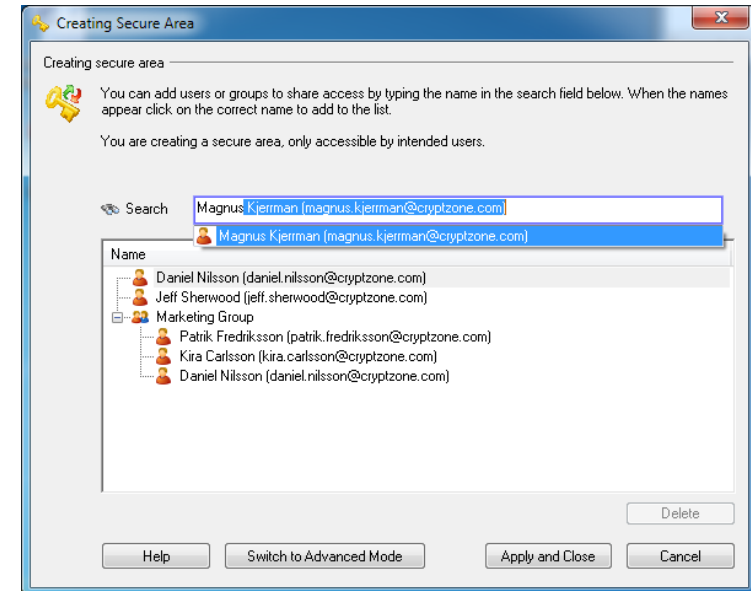 Creating Secure Area
Creating secure area
You can add users or groups to share access by typing the name in the search field below. When the names
appear click on the correct name to add to the list.
You are creating a secure area, only accessible by intended users.
Search Magnus Kjerrman (magnus.kjerrman@cryptzone.com)
Magnus Kjerrman (magnus.kjerrman@cryptzone.com)
Name
Daniel Nilsson (daniel.nilsson@cryptzone.com)
Jeff Sherwood (jeff.sherwood@cryptzone.com)
Marketing Group
Patrik Fredriksson (patrik.fredriksson@cryptzone.com)
Kira Carlsson (kira.carlsson@cryptzone.com)
Daniel Nilsson (daniel.nilsson@cryptzone.com)
Delete
Help Switch to Advanced Mode Apply and Close Cancel